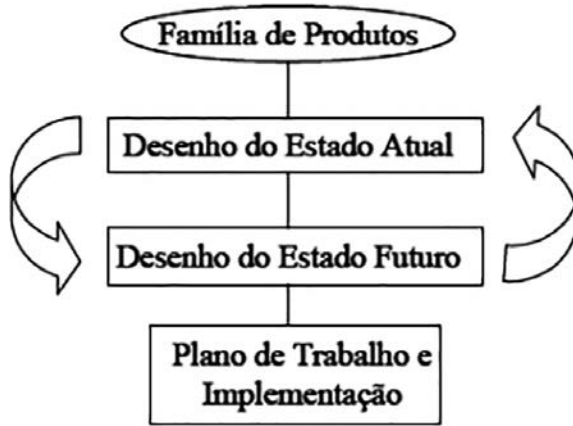 Família de Produtos
Desenho do Estado Atual
Desenho do Estado Futuro
Plano de Trabalho e
Implementação